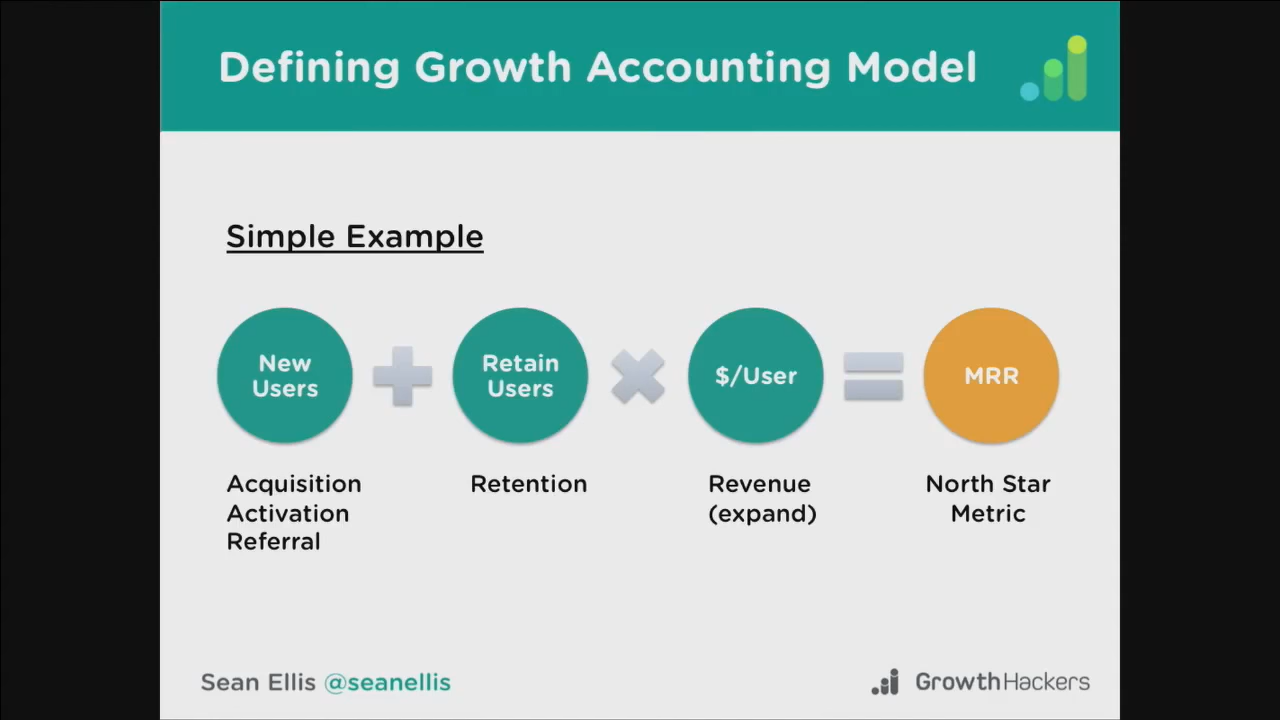 Defining Growth Accounting Model
Simple Example
New
Users
Retain
Users
$/User
MRR
Acquisition
Activation
Referral
Retention
Revenue
(expand)
North Star
Metric
Sean Ellis @seanellis
GrowthHackers